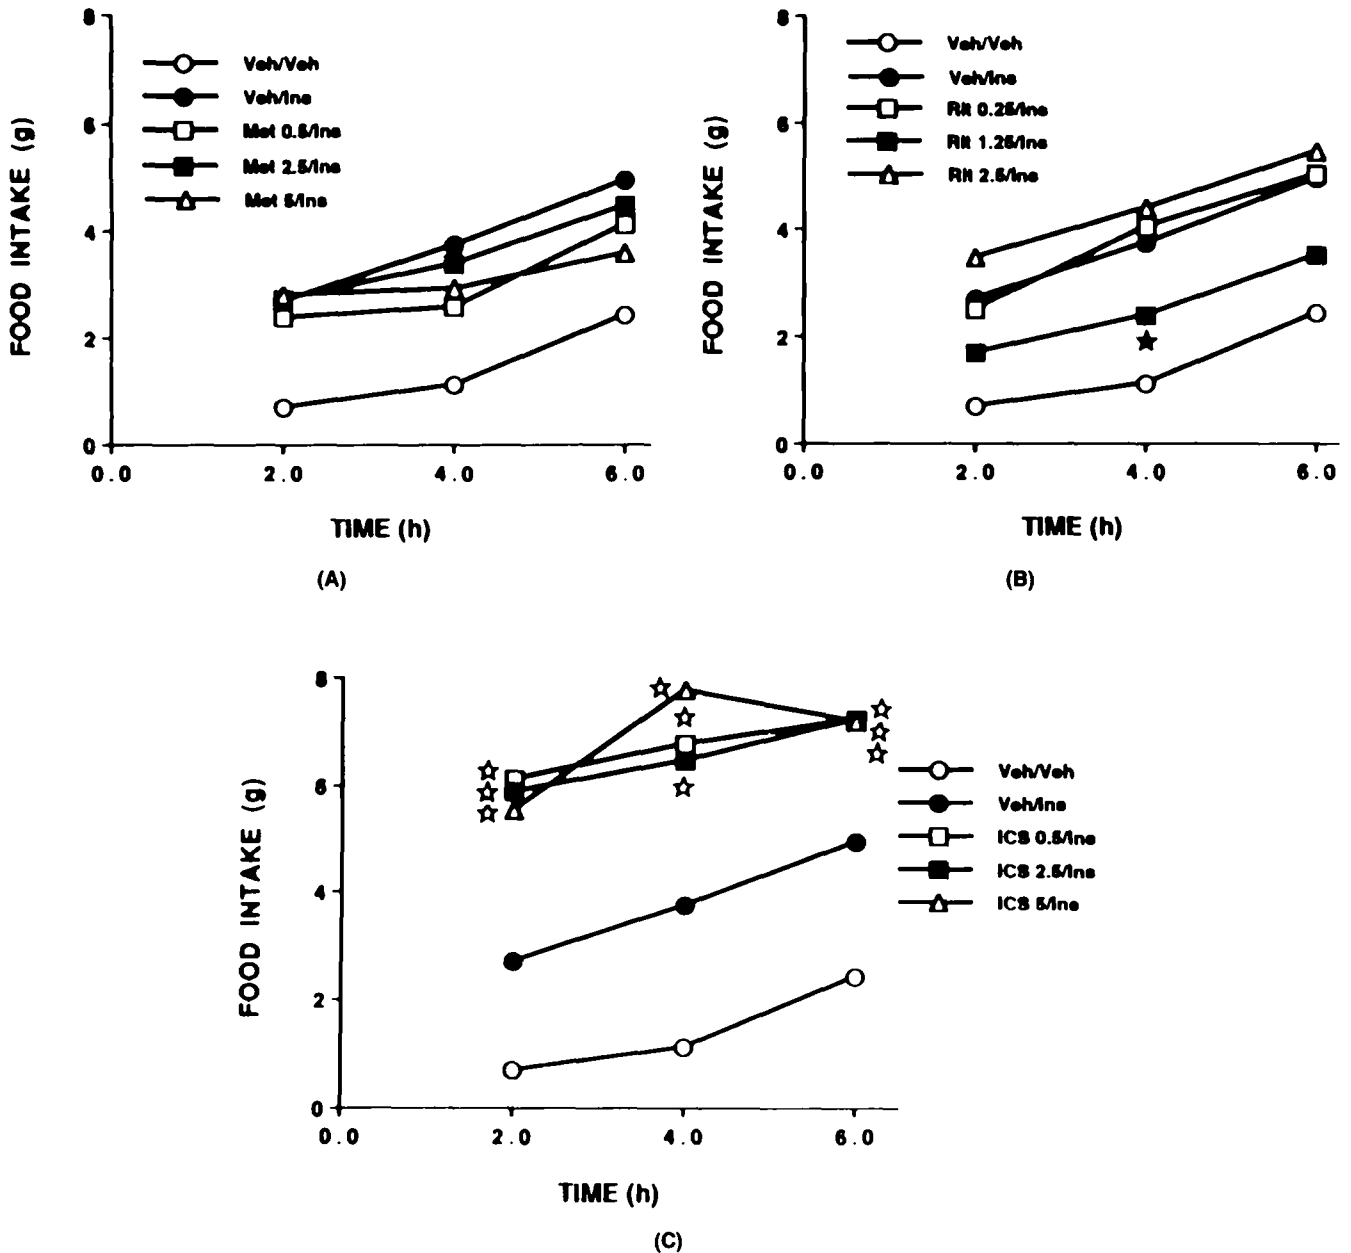 8
6
4
2
0
FOOD INTAKE (g)
Veh/Veh
Veh/Ins
Met 0.5/Ins
Met 2.5/Ins
Met 5/Ins
0.0 2.0 4.0 6.0
TIME (h)
(A)
8
6
4
2
0
FOOD INTAKE (g)
Veh/Veh
Veh/Ins
Rit 0.25/Ins
Rit 1.25/Ins
Rit 2.5/Ins
0.0 2.0 4.0 6.0
TIME (h)
(B)
8
6
4
2
0
FOOD INTAKE (g)
Veh/Veh
Veh/Ins
ICS 0.5/Ins
ICS 2.5/Ins
ICS 5/Ins
0.0 2.0 4.0 6.0
TIME (h)
(C)